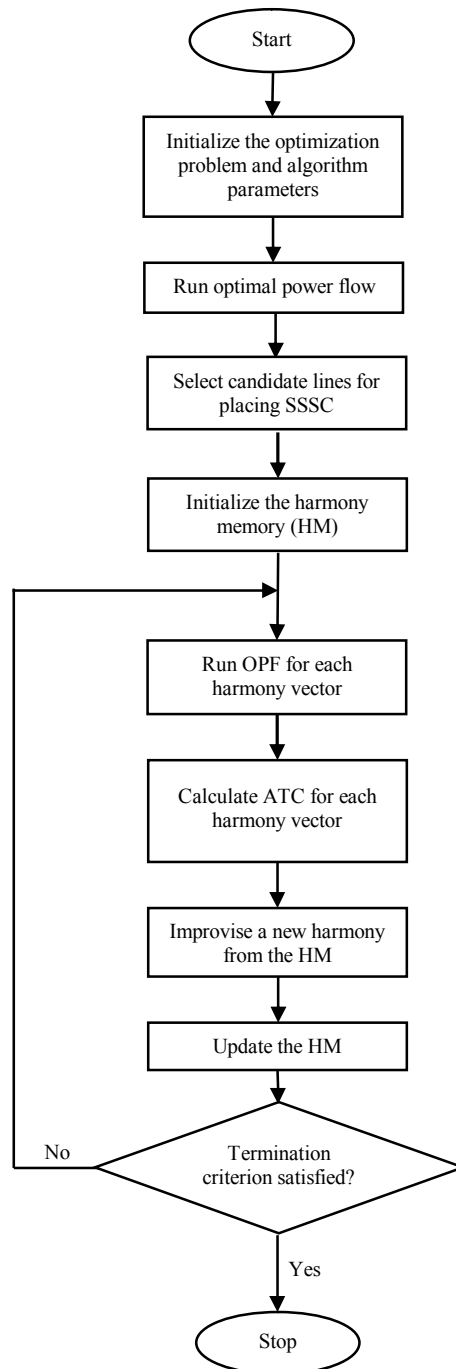 Start
Initialize the optimization
problem and algorithm
parameters
Run optimal power flow
Select candidate lines for
placing SSSC
Initialize the harmony
memory (HM)
Run OPF for each
harmony vector
Calculate ATC for each
harmony vector
Improvise a new harmony
from the HM
Update the HM
No
Termination
criterion satisfied?
Yes
Stop